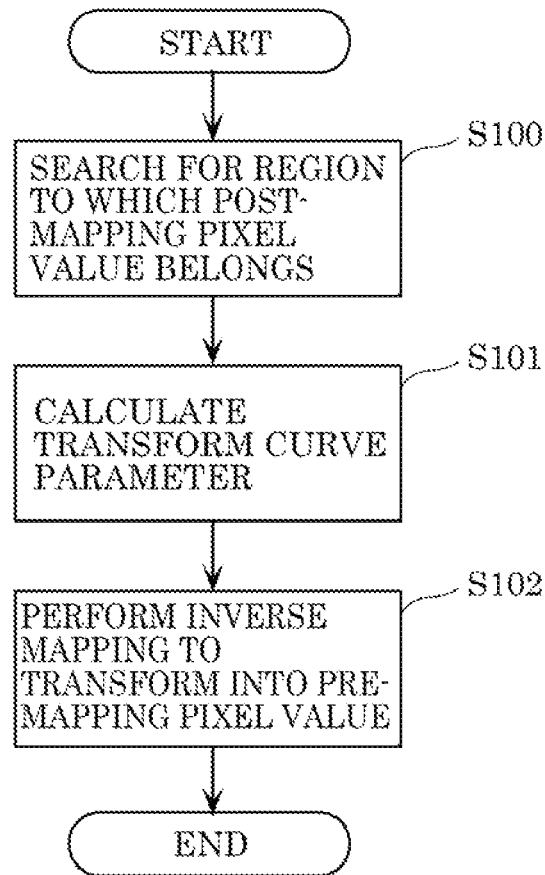 START
S100
SEARCH FOR REGION
TO WHICH POST-
MAPPING PIXEL
VALUE BELONGS
S101
CALCULATE
TRANSFORM CURVE
PARAMETER
S102
PERFORM INVERSE
MAPPING TO
TRANSFORM INTO PRE-
MAPPING PIXEL VALUE
END